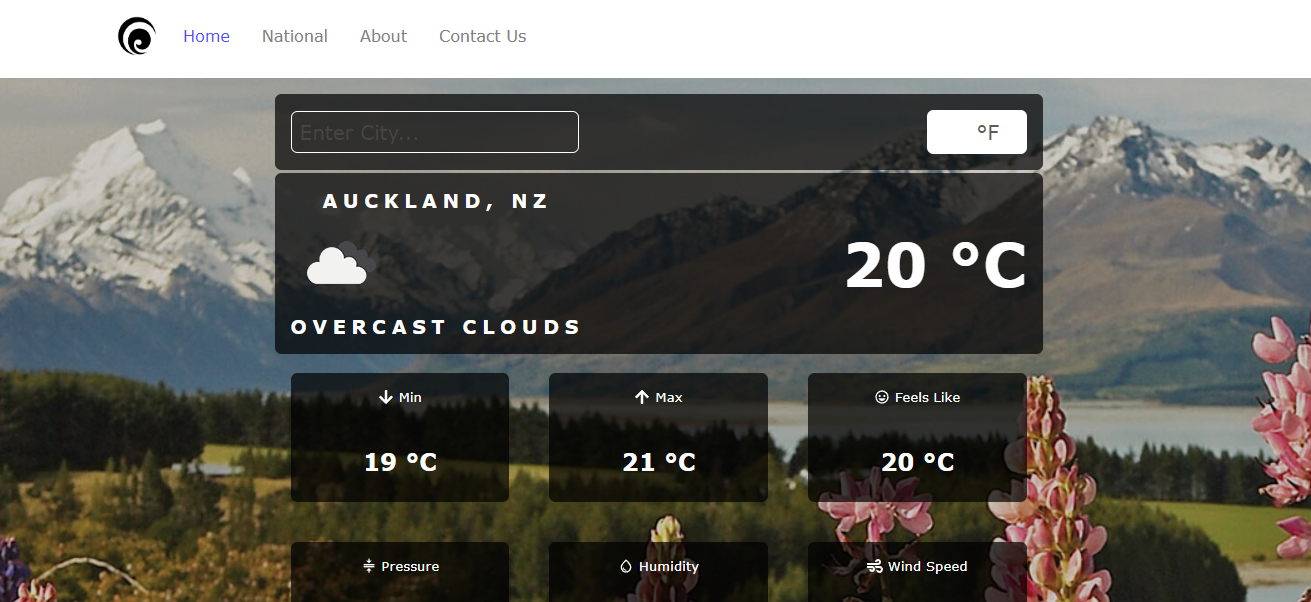 Home National About Contact Us
Enter City...
°F
AUCKLAND, NZ
20 °C
OVERCAST CLOUDS
Min
Max
Feels Like
19 °C
21 °C
20 °C
Pressure
Humidity
Wind Speed